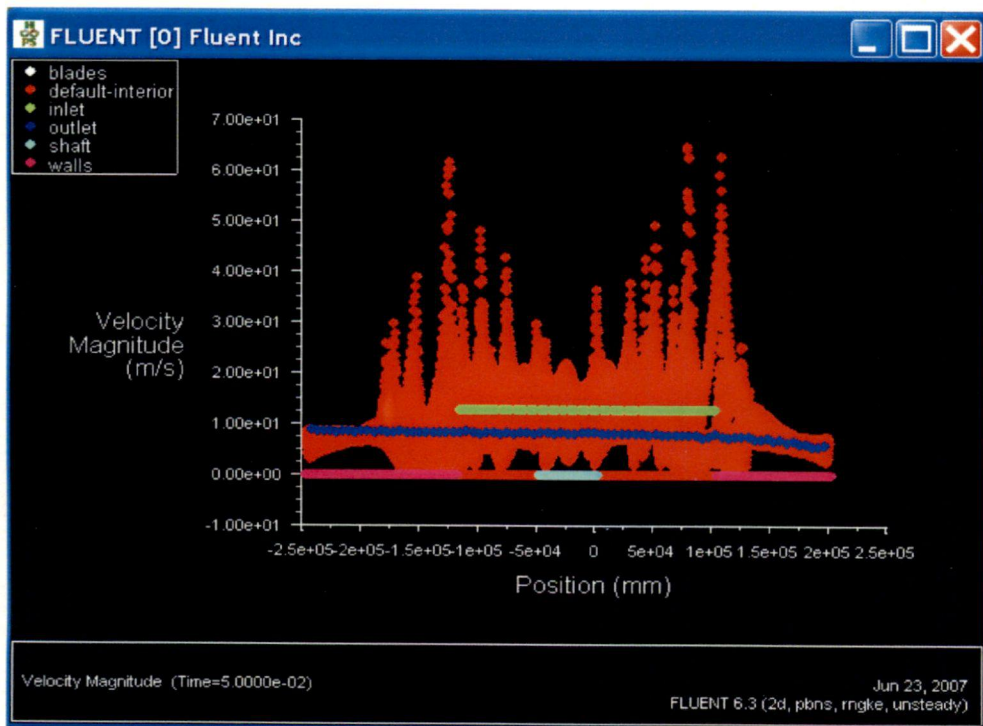 FLUENT [0] Fluent Inc
blades
default-interior
inlet
outlet
shaft
walls
7.00e+01
6.00e+01
5.00e+01
4.00e+01
3.00e+01
2.00e+01
1.00e+01
0.00e+00
-1.00e+01
Velocity
Magnitude
(m/s)
-2.5e+05 -2e+05 -1.5e+05 -1e+05 -5e+04 0 5e+04 1e+05 1.5e+05 2e+05 2.5e+05
Position (mm)
Velocity Magnitude (Time=5.0000e-02)
Jun 23, 2007
FLUENT 6.3 (2d, pbns, rngke, unsteady)